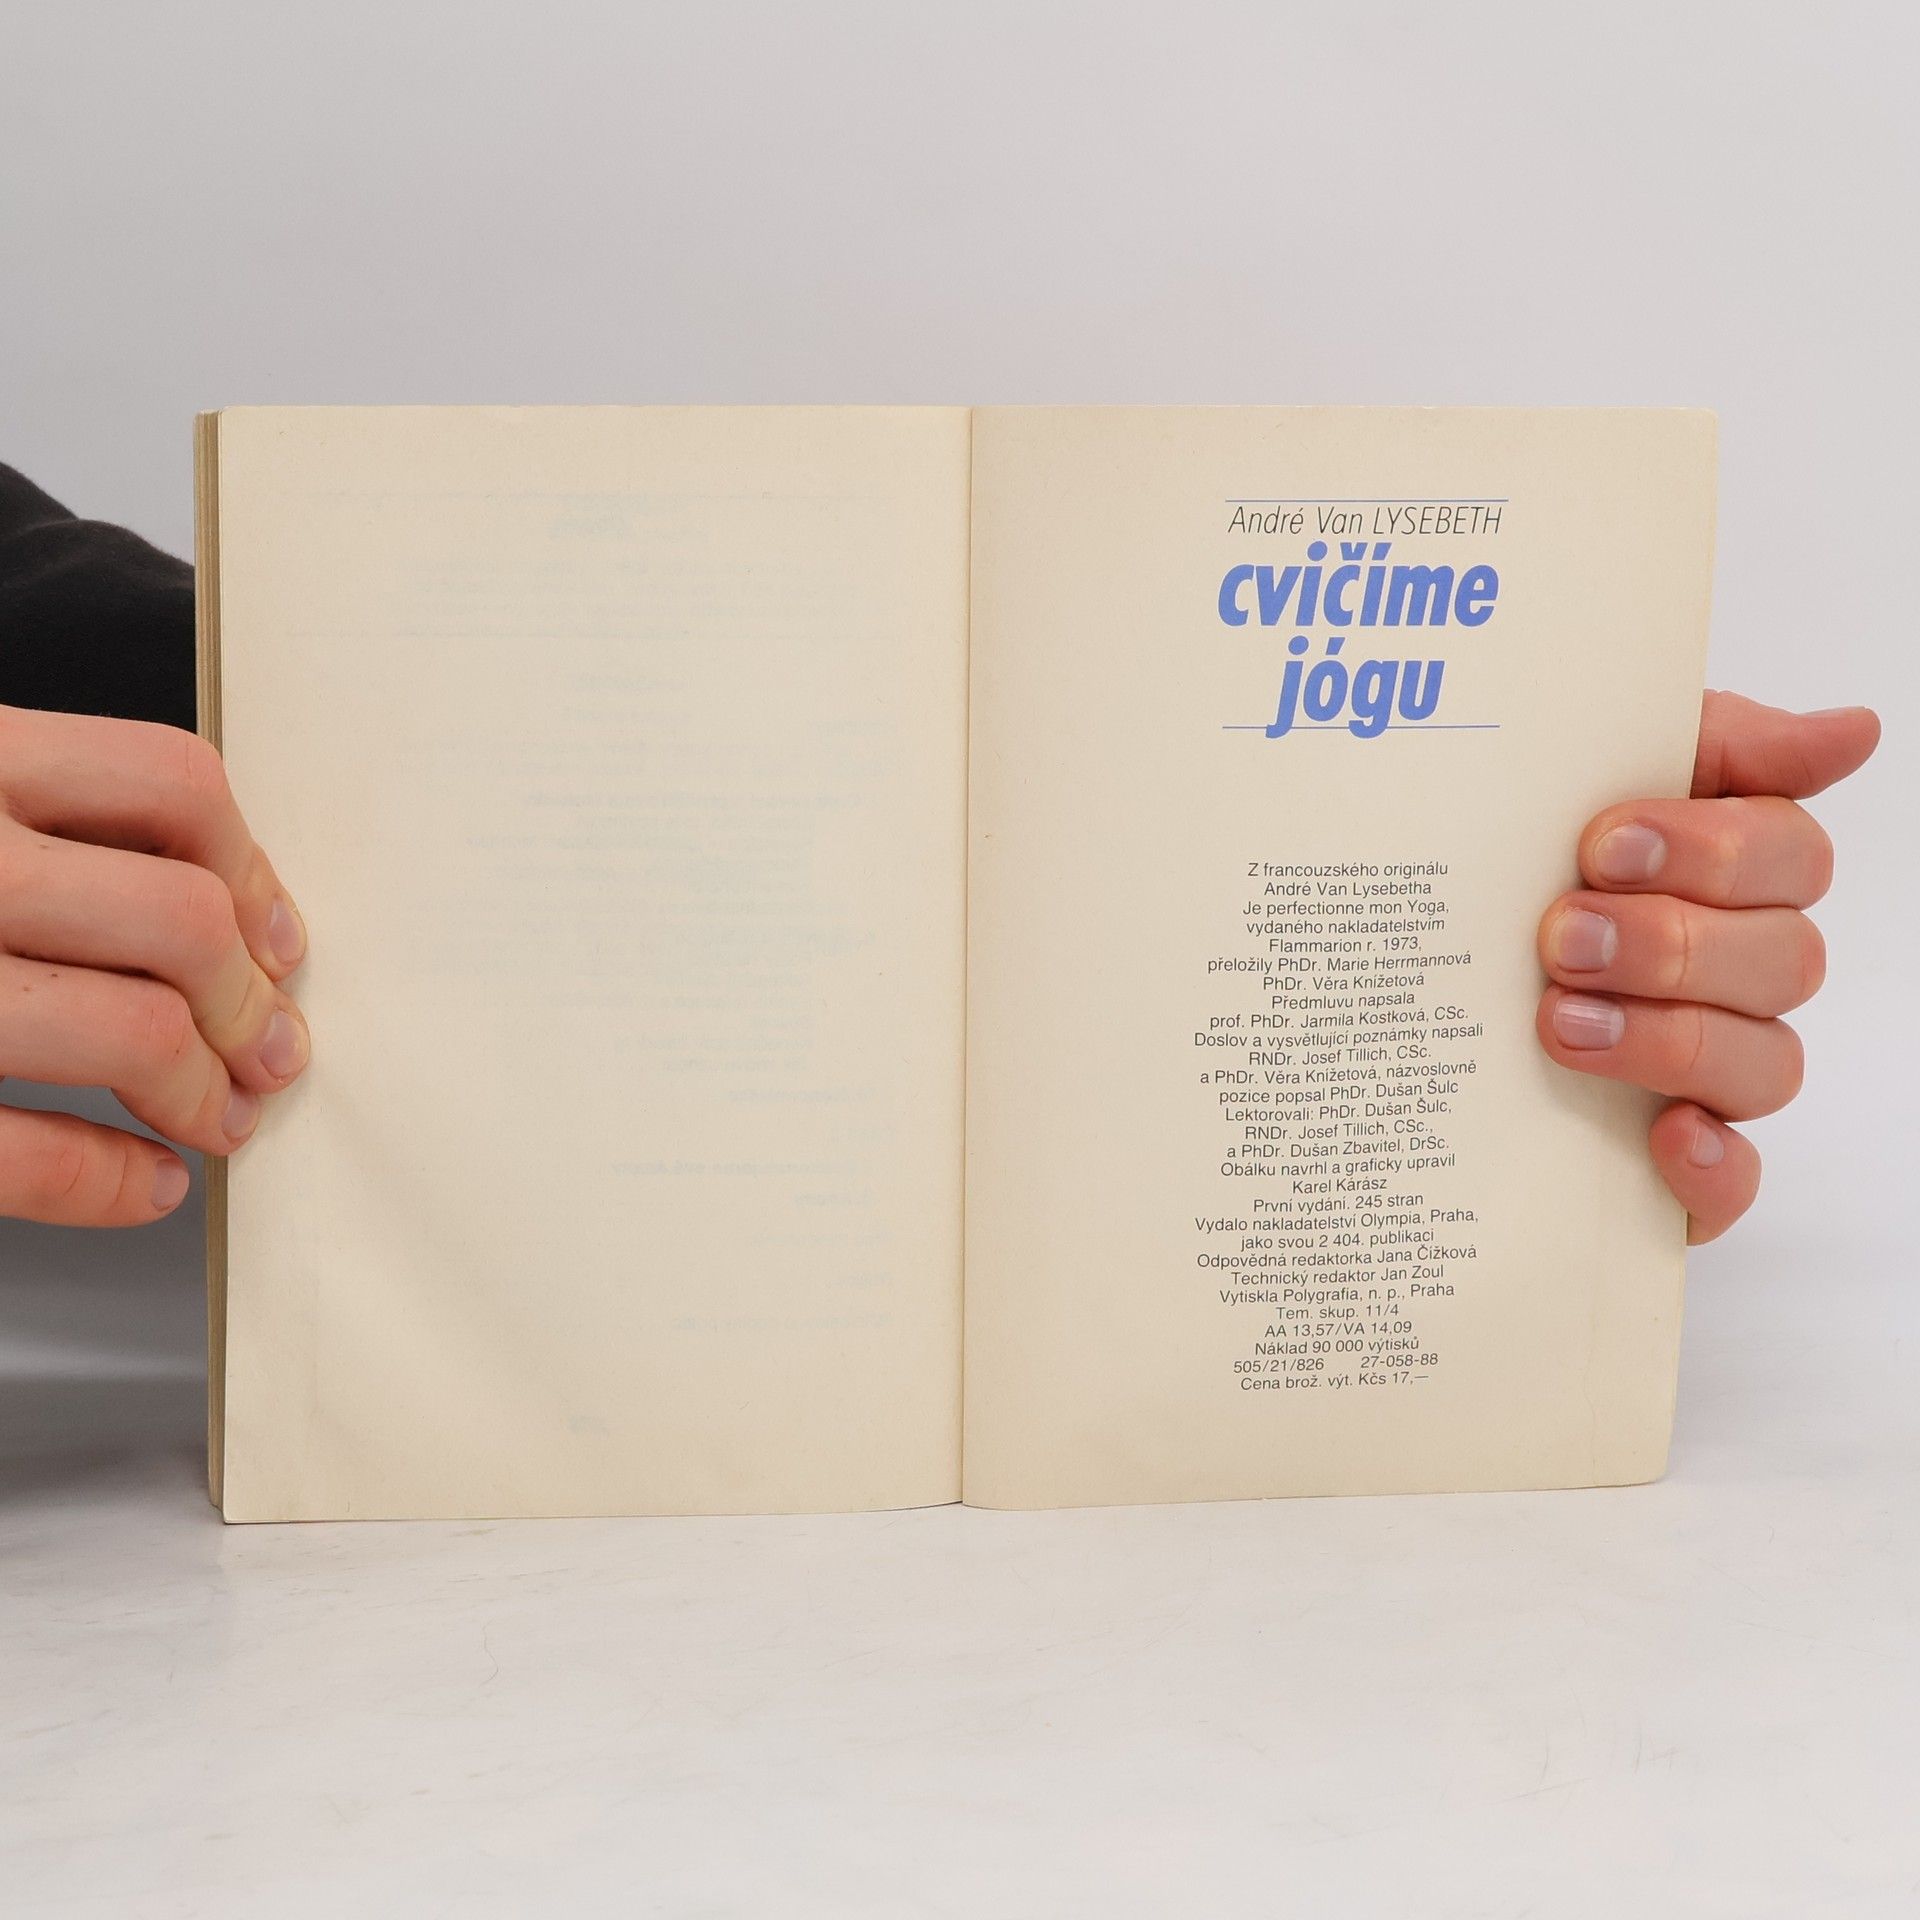 André Van LYSEBETH
cvičíme
jógu
Z francouzského originálu
André Van Lysebetha
Je perfectionne mon Yoga,
vydaného nakladatelstvím
Flammarion r. 1973,
přeložily PhDr. Marie Herrmannová
PhDr. Věra Knížetová
Předmluvu napsala
prof. PhDr. Jarmila Kostková, CSc.
Doslov a vysvětlující poznámky napsali
RNDr. Josef Tillich, CSc.
a PhDr. Věra Knížetová, názvoslovně
pozice popsal PhDr. Dušan Šulc
Lektorovali: PhDr. Dušan Šulc,
RNDr. Josef Tillich, CSc.,
a PhDr. Dušan Zbavitel, DrSc.
Obálku navrhl a graficky upravil
Karel Kárász
První vydání. 245 stran
Vydalo nakladatelství Olympia, Praha,
jako svou 2 404. publikaci
Odpovědná redaktorka Jana Čížková
Technický redaktor Jan Zoul
Vytiskla Polygrafia, n. p., Praha
Tem. skup. 11/4
AA 13,57/VA 14,09
Náklad 90 000 výtisků
505/21/826 27-058-88
Cena brož. výt. Kčs 17,—